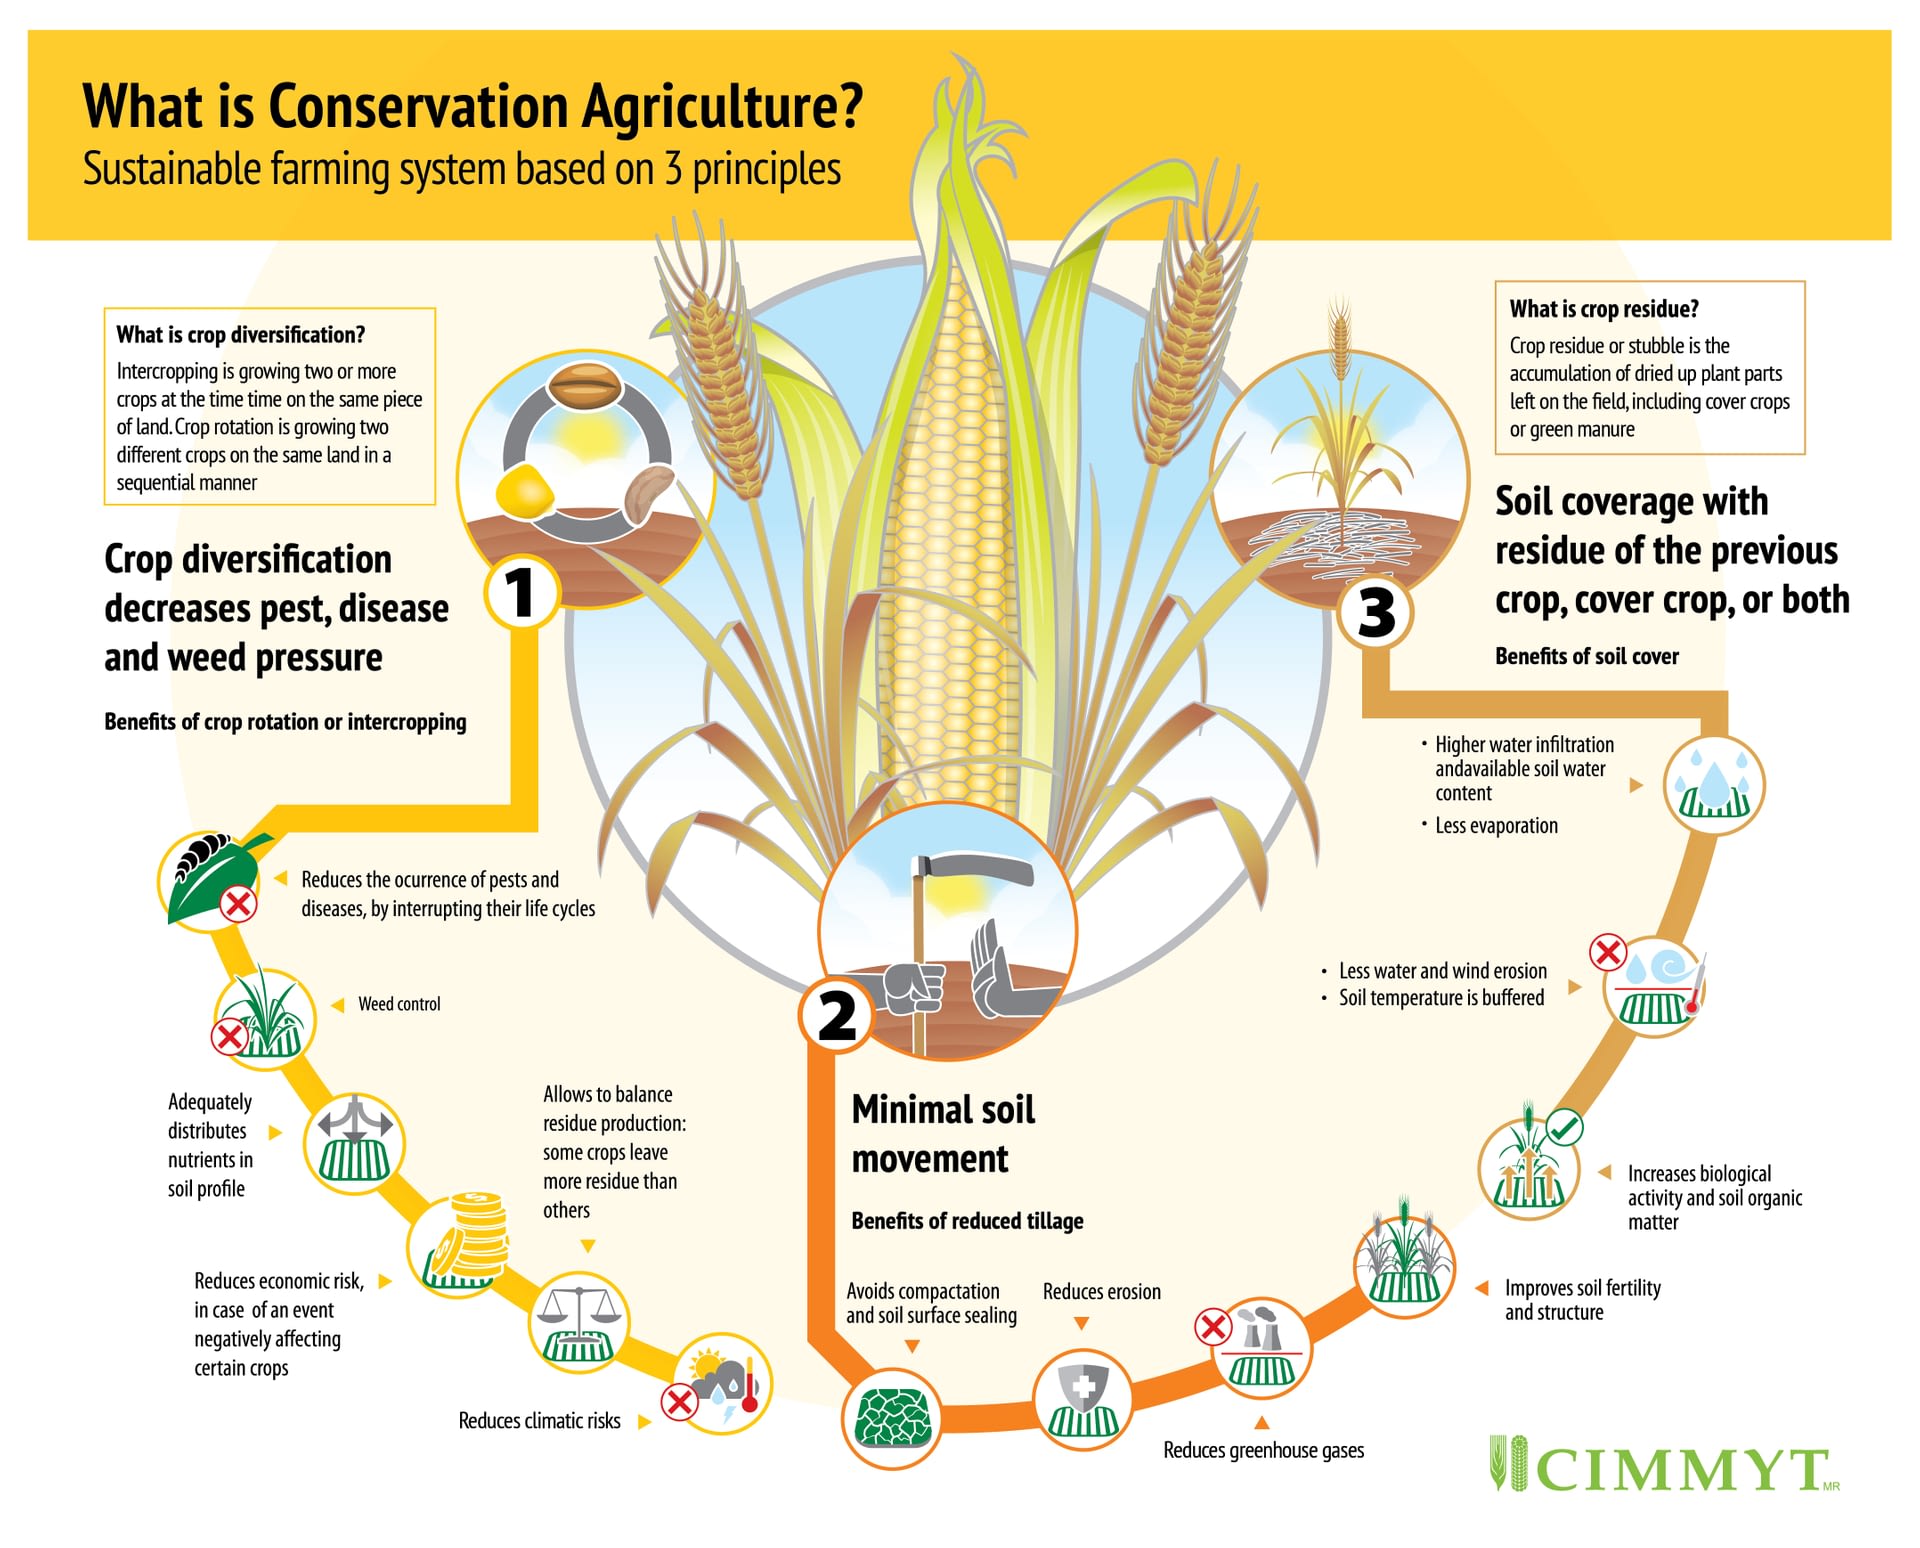 What is Conservation Agriculture?
Sustainable farming system based on 3 principles
What is crop diversification?
Intercropping is growing two or more
crops at the time time on the same piece
of land. Crop rotation is growing two
different crops on the same land in a
sequential manner
1
Crop diversification
decreases pest, disease
and weed pressure
Benefits of crop rotation or intercropping
Reduces the ocurrence of pests and
diseases, by interrupting their life cycles
Weed control
Adequately
distributes
nutrients in
soil profile
Reduces economic risk,
in case of an event
negatively affecting
certain crops
Allows to balance
residue production:
some crops leave
more residue than
others
Reduces climatic risks
2
Minimal soil
movement
Benefits of reduced tillage
Avoids compactation
and soil surface sealing
Reduces erosion
Reduces greenhouse gases
Improves soil fertility
and structure
What is crop residue?
Crop residue or stubble is the
accumulation of dried up plant parts
left on the field, including cover crops
or green manure
3
Soil coverage with
residue of the previous
crop, cover crop, or both
Benefits of soil cover
• Higher water infiltration
andavailable soil water
content
• Less evaporation
• Less water and wind erosion
• Soil temperature is buffered
Increases biological
activity and soil organic
matter
CIMMYT MR